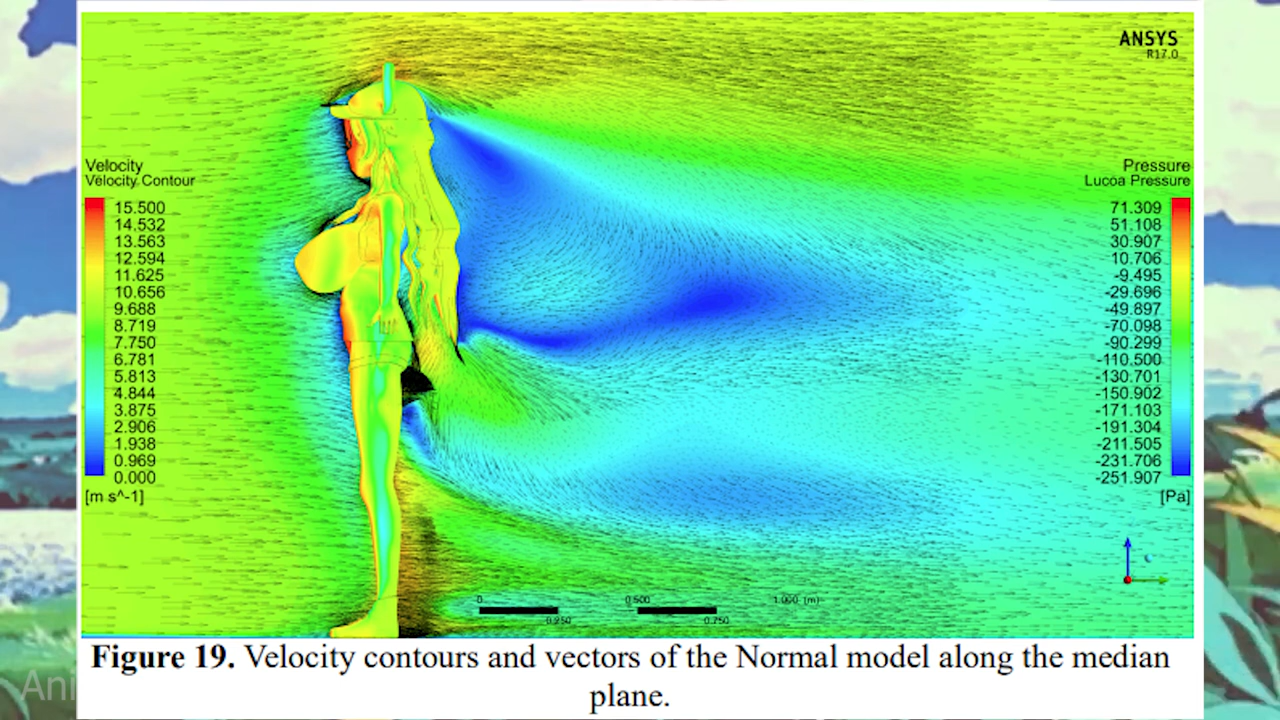 ANSYS
R17.0
Velocity
Velocity Contour
15.500
14.532
13.563
12.594
11.625
10.656
9.688
8.719
7.750
6.781
5.813
4.844
3.875
2.906
1.938
0.969
0.000
[m s^-1]
Pressure
Lucoa Pressure
71.309
51.108
30.907
10.706
-9.495
-29.696
-49.897
-70.098
-90.299
-110.500
-130.701
-150.902
-171.103
-191.304
-211.505
-231.706
-251.907
[Pa]
0 0.500 1.000 (m)
0.250 0.750
Figure 19. Velocity contours and vectors of the Normal model along the median
plane.
Ani